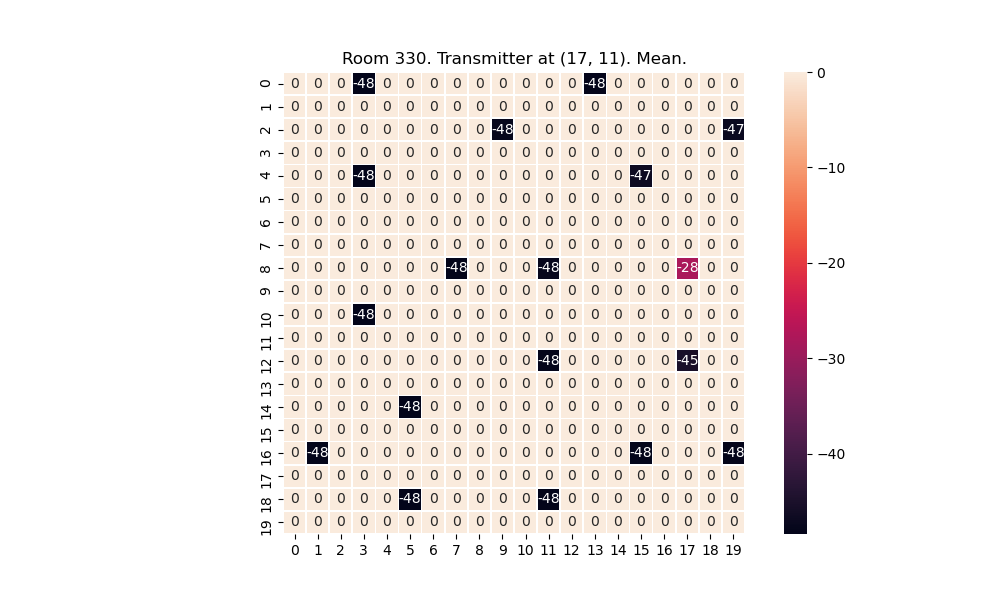 Room 330. Transmitter at (17, 11). Mean.
0 0 0 0 -48 0 0 0 0 0 0 0 0 0 -48 0 0 0 0 0 0
1 0 0 0 0 0 0 0 0 0 0 0 0 0 0 0 0 0 0 0 0
2 0 0 0 0 0 0 0 0 0 -48 0 0 0 0 0 0 0 0 0 -47
3 0 0 0 0 0 0 0 0 0 0 0 0 0 0 0 0 0 0 0 0
4 0 0 0 -48 0 0 0 0 0 0 0 0 0 0 0 -47 0 0 0 0
5 0 0 0 0 0 0 0 0 0 0 0 0 0 0 0 0 0 0 0 0
6 0 0 0 0 0 0 0 0 0 0 0 0 0 0 0 0 0 0 0 0
7 0 0 0 0 0 0 0 0 0 0 0 0 0 0 0 0 0 0 0 0
8 0 0 0 0 0 0 0 -48 0 0 0 -48 0 0 0 0 0 -28 0 0
9 0 0 0 0 0 0 0 0 0 0 0 0 0 0 0 0 0 0 0 0
10 0 0 0 -48 0 0 0 0 0 0 0 0 0 0 0 0 0 0 0 0
11 0 0 0 0 0 0 0 0 0 0 0 0 0 0 0 0 0 0 0 0
12 0 0 0 0 0 0 0 0 0 0 0 -48 0 0 0 0 0 -45 0 0
13 0 0 0 0 0 0 0 0 0 0 0 0 0 0 0 0 0 0 0 0
14 0 0 0 0 0 -48 0 0 0 0 0 0 0 0 0 0 0 0 0 0
15 0 0 0 0 0 0 0 0 0 0 0 0 0 0 0 0 0 0 0 0
16 0 -48 0 0 0 0 0 0 0 0 0 0 0 0 0 -48 0 0 0 -48
17 0 0 0 0 0 0 0 0 0 0 0 0 0 0 0 0 0 0 0 0
18 0 0 0 0 0 -48 0 0 0 0 0 -48 0 0 0 0 0 0 0 0
19 0 0 0 0 0 0 0 0 0 0 0 0 0 0 0 0 0 0 0 0
0 1 2 3 4 5 6 7 8 9 10 11 12 13 14 15 16 17 18 19
0
−10
−20
−30
−40